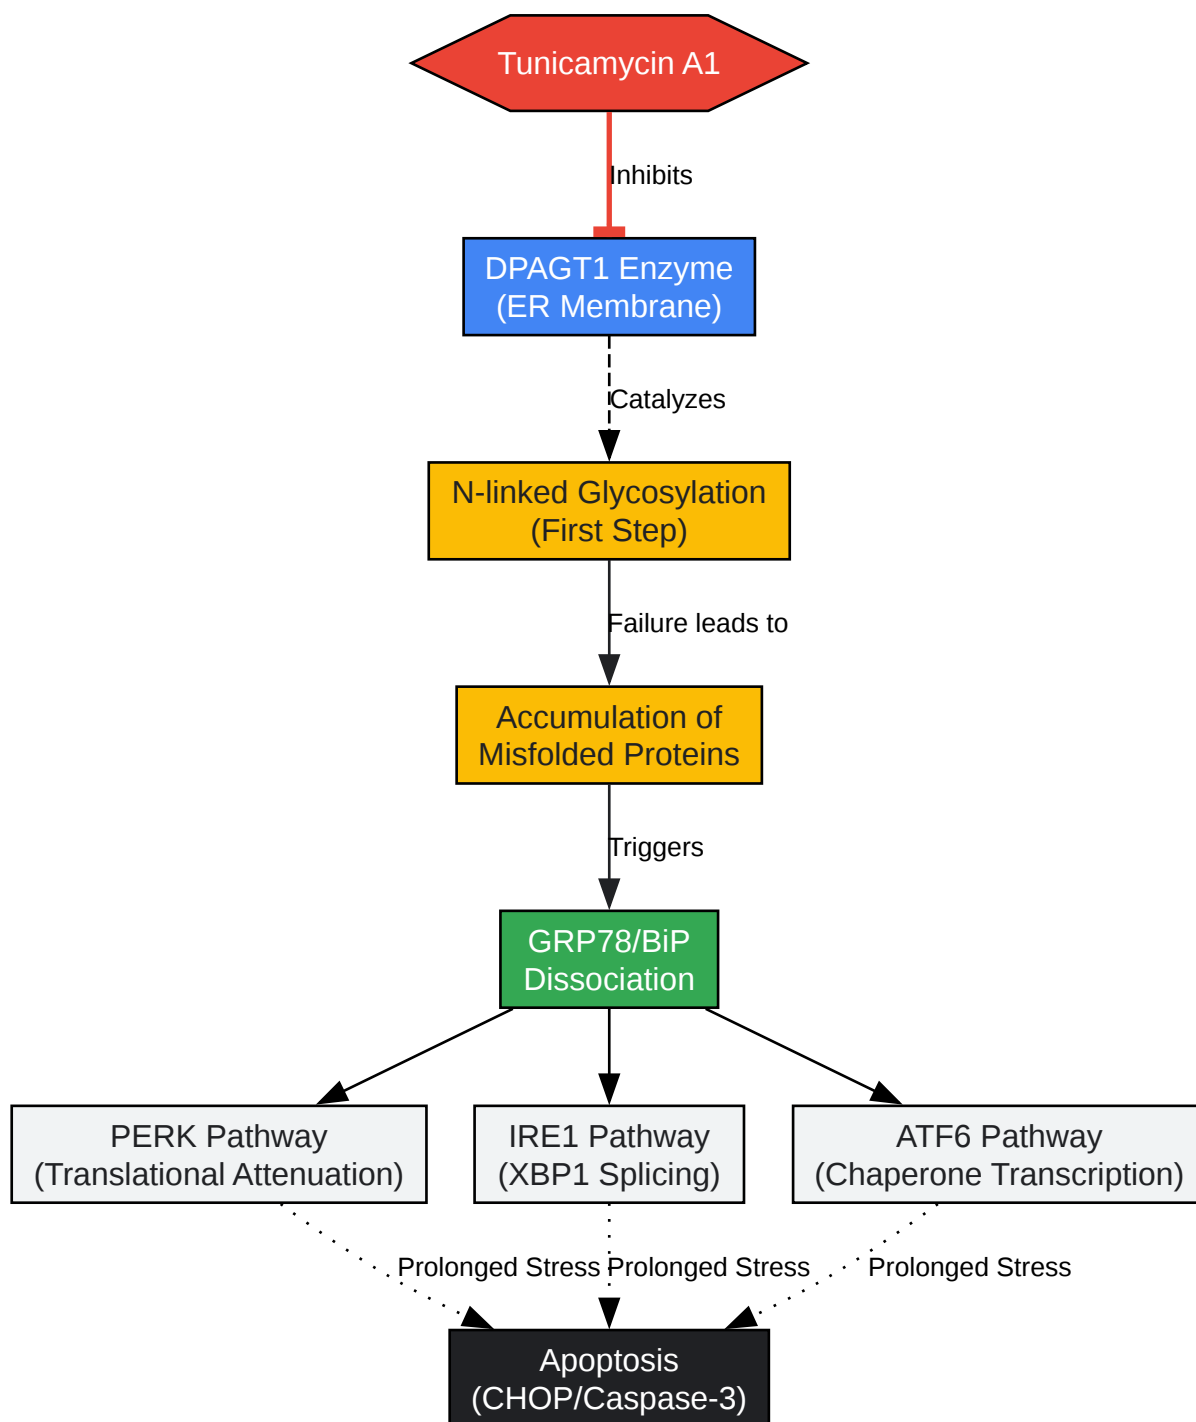 Tunicamycin A1
Inhibits
DPAGT1 Enzyme
(ER Membrane)
Catalyzes
N-linked Glycosylation
(First Step)
Failure leads to
Accumulation of
Misfolded Proteins
Triggers
GRP78/BiP
Dissociation
PERK Pathway
(Translational Attenuation)
IRE1 Pathway
(XBP1 Splicing)
ATF6 Pathway
(Chaperone Transcription)
Prolonged Stress
Prolonged Stress
Prolonged Stress
Apoptosis
(CHOP/Caspase-3)